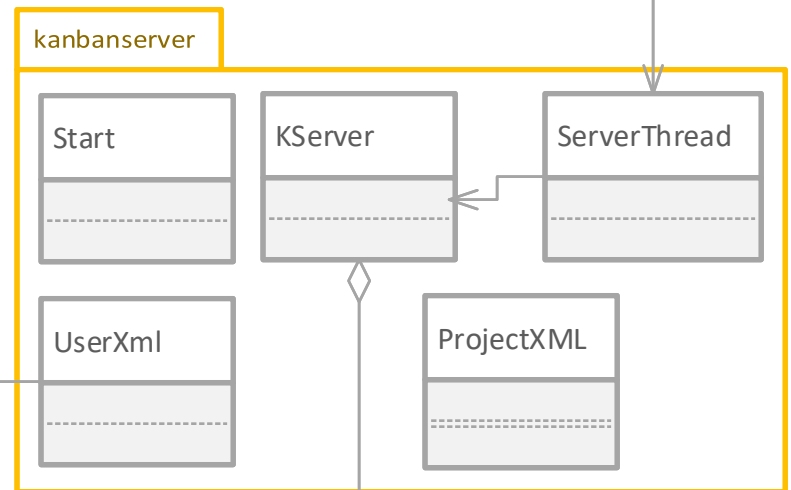 kanbanserver
Start
KServer
ServerThread
UserXml
ProjectXML